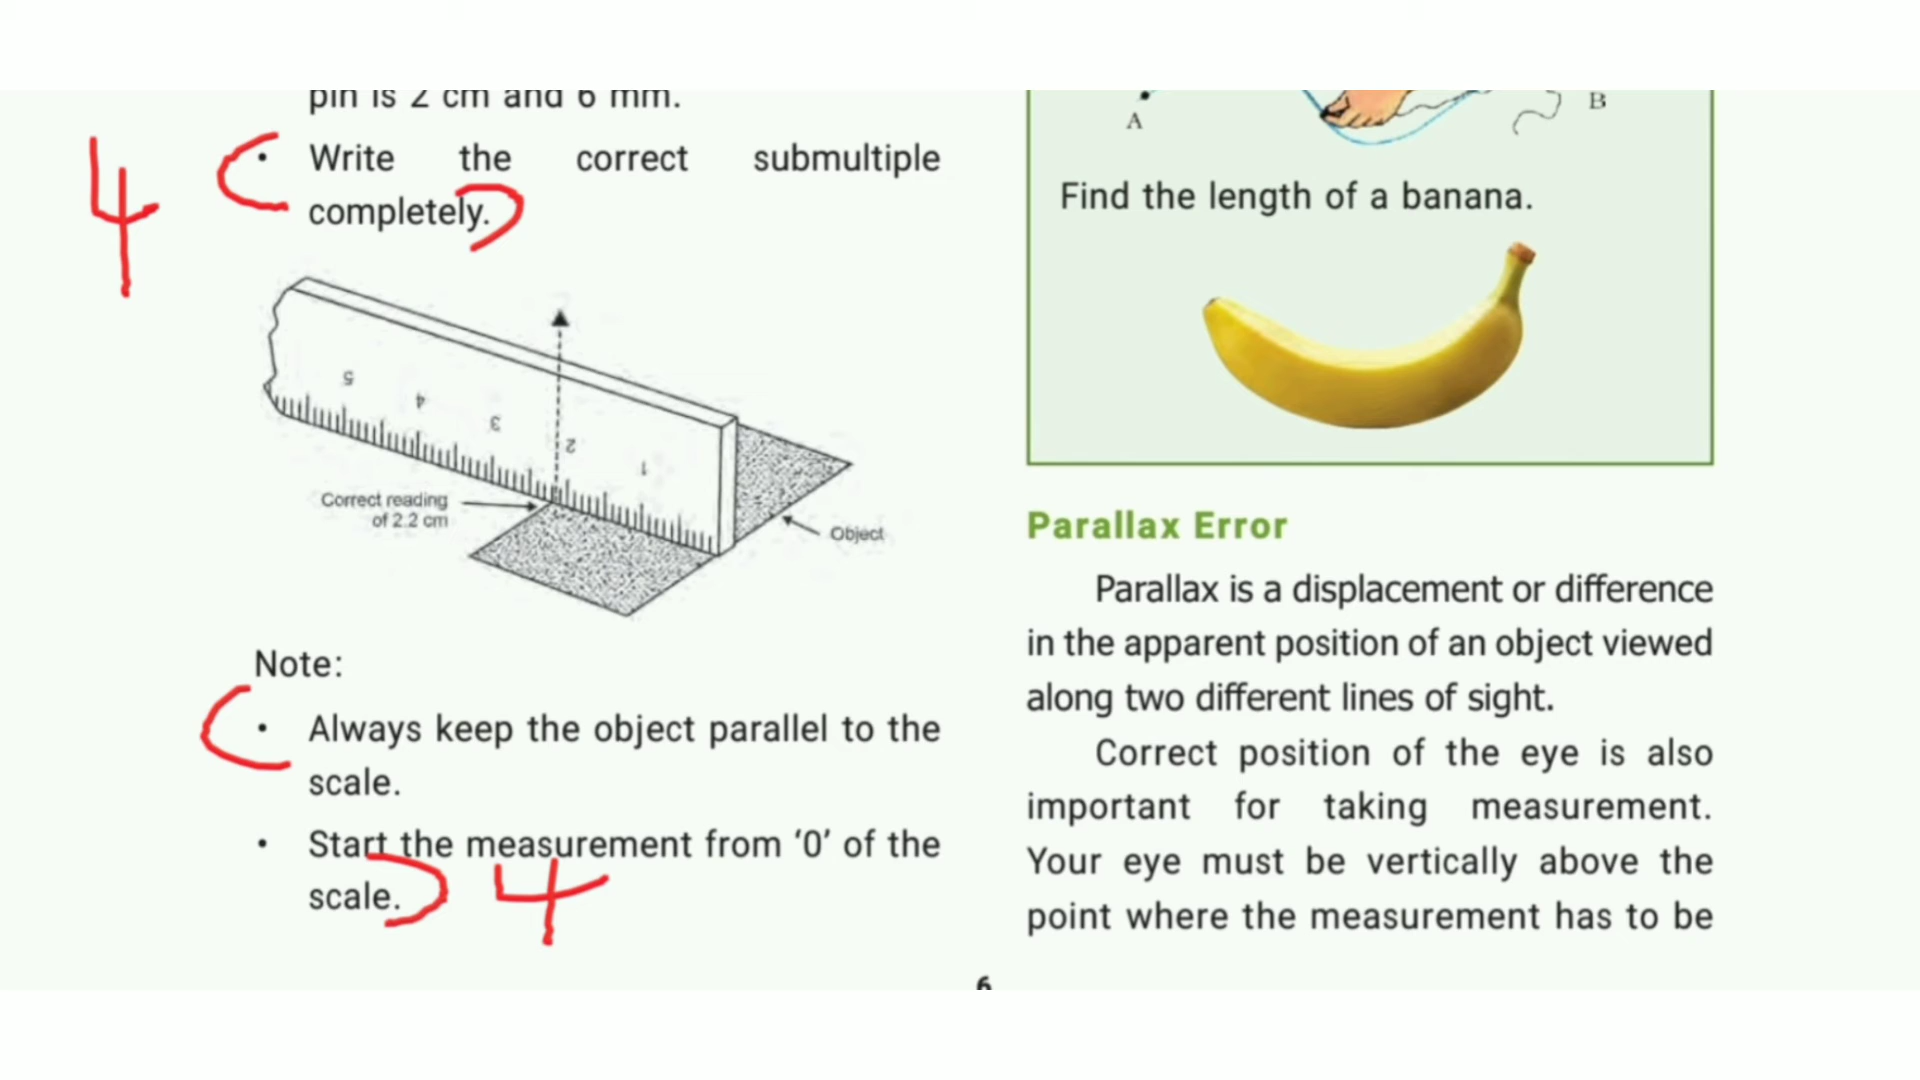 pin is 2 cm and 6 mm.
4
• Write the correct submultiple
completely.
5
4
3
2
1
Correct reading
of 2.2 cm
Object
Note:
• Always keep the object parallel to the
scale.
• Start the measurement from ‘0’ of the
scale.
4
A
B
Find the length of a banana.
Parallax Error
Parallax is a displacement or difference
in the apparent position of an object viewed
along two different lines of sight.
Correct position of the eye is also
important for taking measurement.
Your eye must be vertically above the
point where the measurement has to be
6